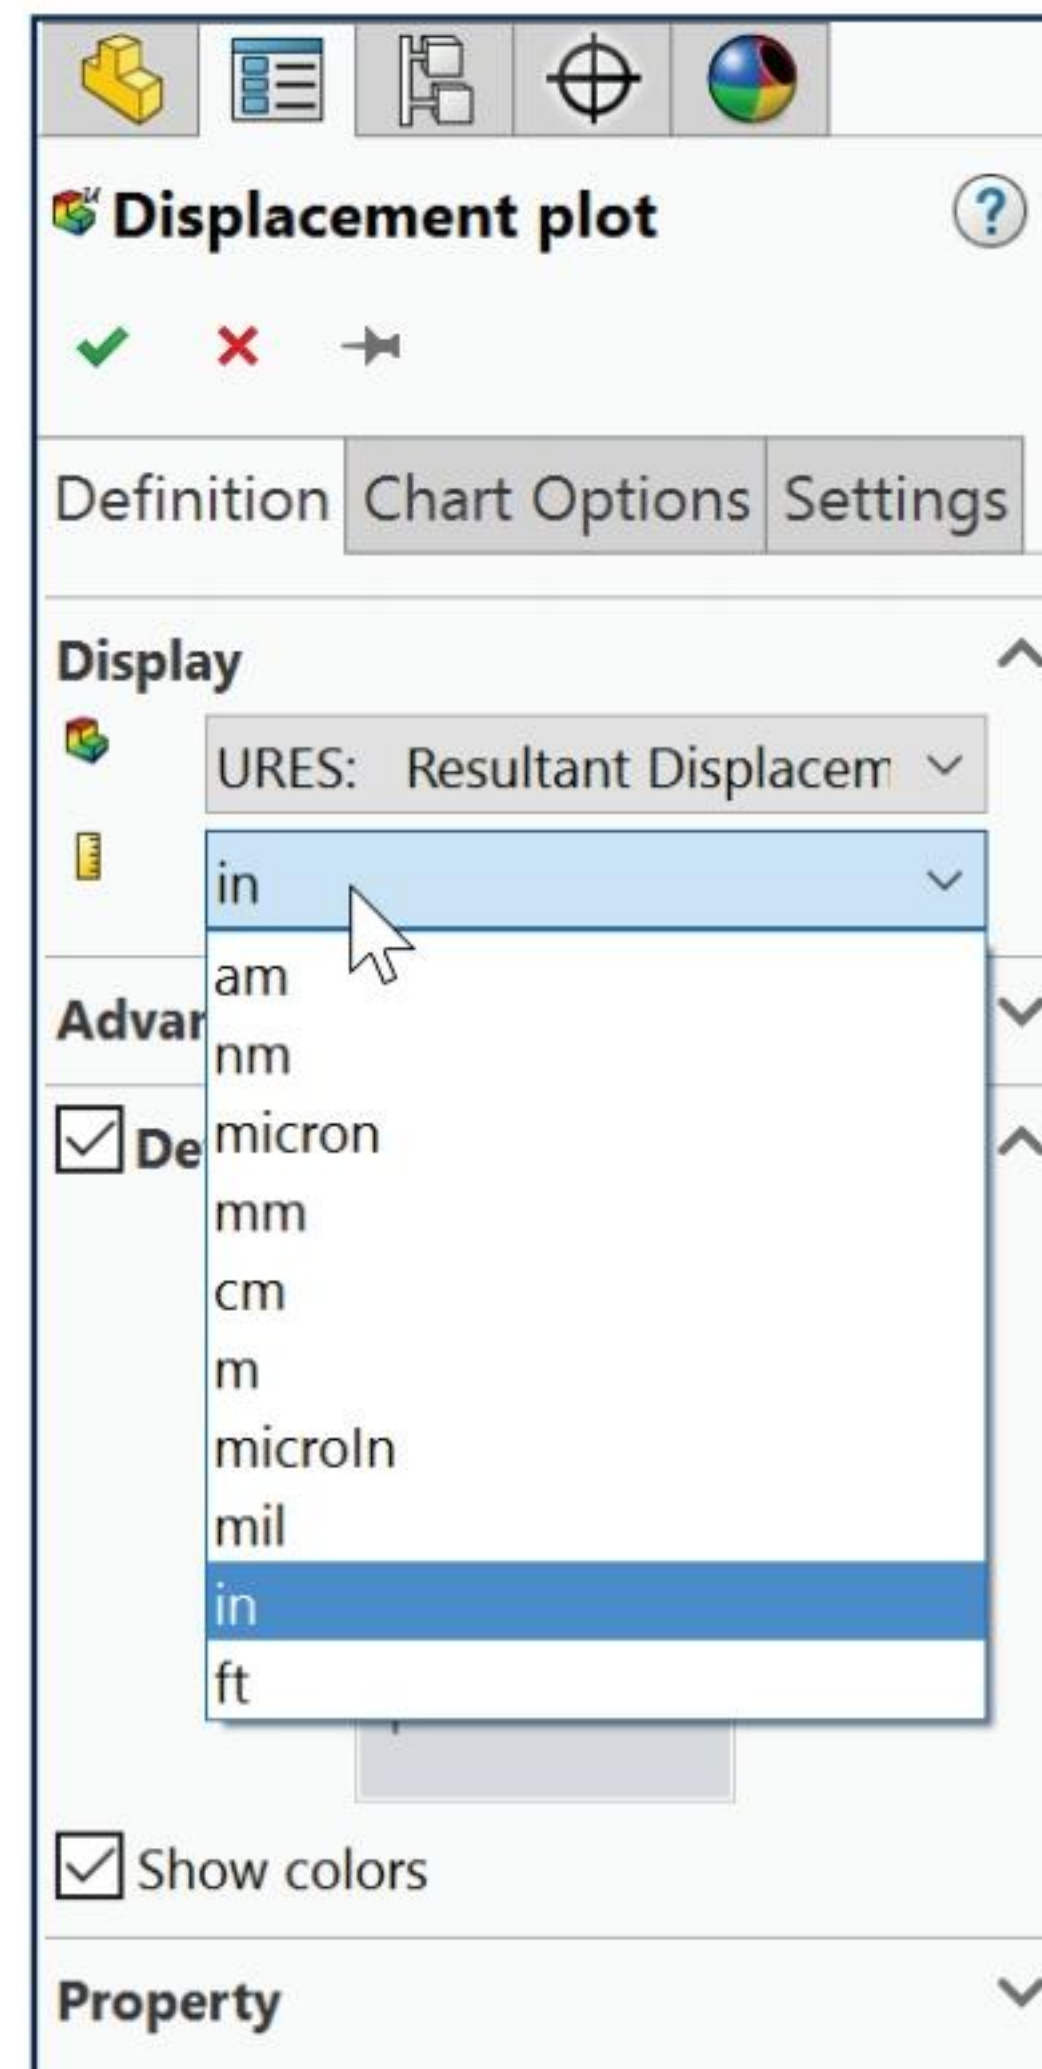 Displacement plot
?
Definition Chart Options Settings
Display
URES: Resultant Displacem
in
am
Advan
nm
micron
De
mm
cm
m
microIn
mil
in
ft
Show colors
Property